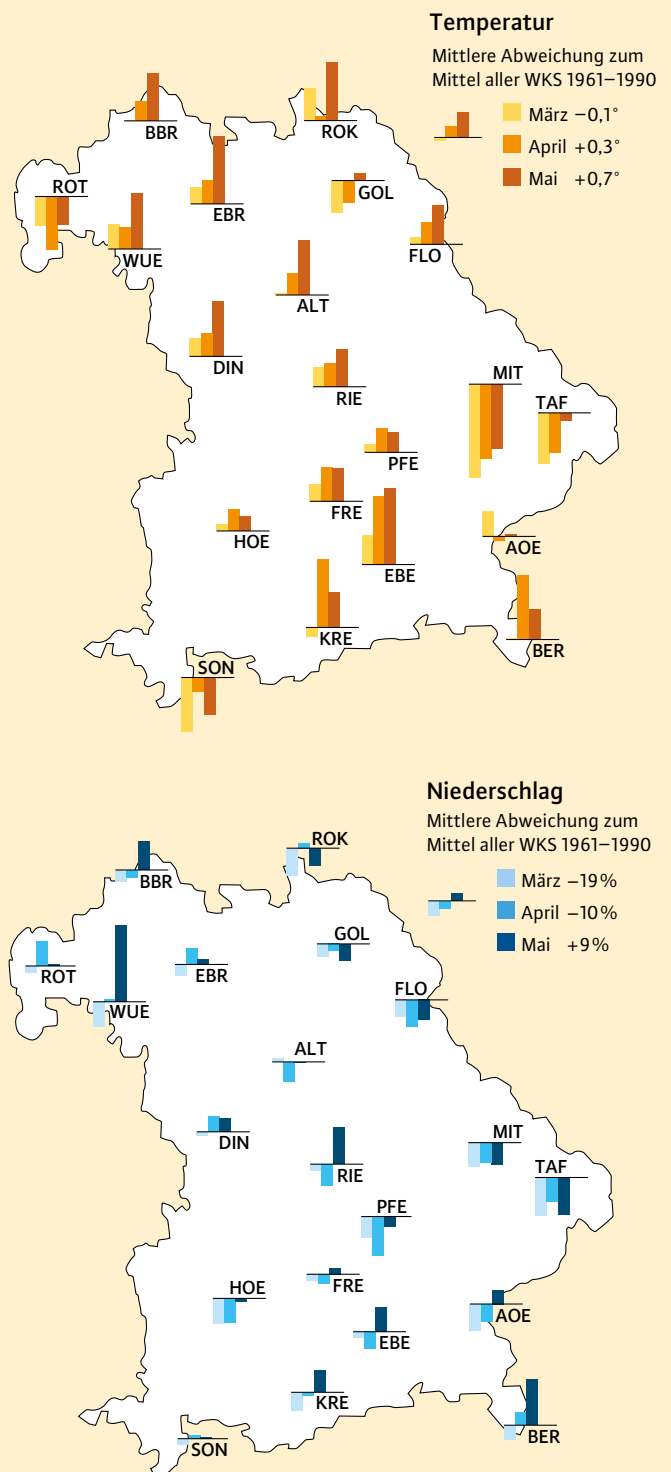 Temperatur
Mittlere Abweichung zum
Mittel aller WKS 1961–1990
März –0,1°
April +0,3°
Mai +0,7°
BBR
ROK
ROT
EBR
GOL
WUE
FLO
ALT
DIN
RIE
MIT
TAF
PFE
FRE
HOE
EBE
AOE
KRE
BER
SON
Niederschlag
Mittlere Abweichung zum
Mittel aller WKS 1961–1990
März –19%
April –10%
Mai +9%
ROK
BBR
GOL
ROT
EBR
FLO
WUE
ALT
DIN
MIT
RIE
TAF
PFE
FRE
HOE
AOE
EBE
KRE
BER
SON